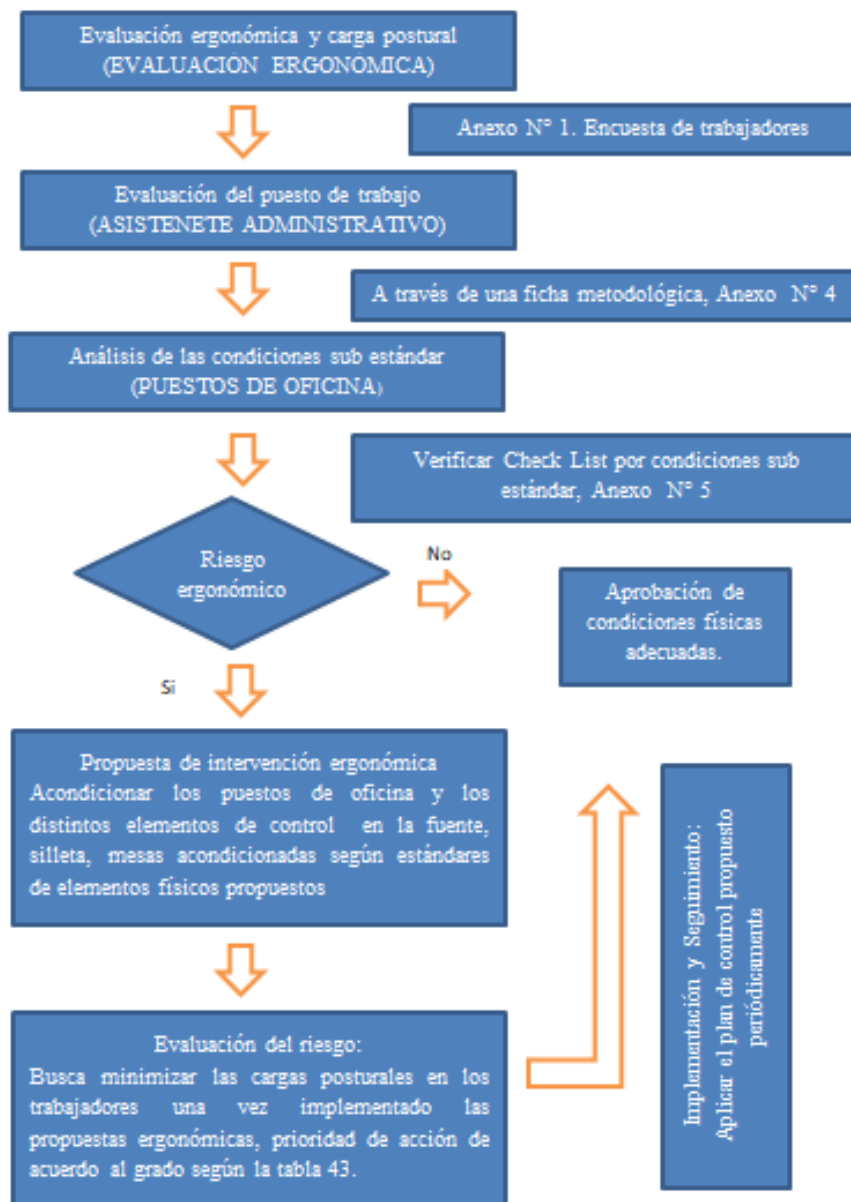 Evaluación ergonómica y carga postural
(EVALUACIÓN ERGONÓMICA)
Anexo N° 1. Encuesta de trabajadores
Evaluación del puesto de trabajo
(ASISTENETE ADMINISTRATIVO)
A través de una ficha metodológica, Anexo N° 4
Análisis de las condiciones sub estándar
(PUESTOS DE OFICINA)
Verificar Check List por condiciones sub
estándar, Anexo N° 5
Riesgo
ergonómico
No
Aprobación de
condiciones físicas
adecuadas.
Si
Propuesta de intervención ergonómica
Acondicionar los puestos de oficina y los
distintos elementos de control en la fuente,
silleta, mesas acondicionadas según estándares
de elementos físicos propuestos
Evaluación del riesgo:
Busca minimizar las cargas posturales en los
trabajadores una vez implementado las
propuestas ergonómicas, prioridad de acción de
acuerdo al grado según la tabla 43.
Implementación y Seguimiento:
Aplicar el plan de control propuesto
periódicamente